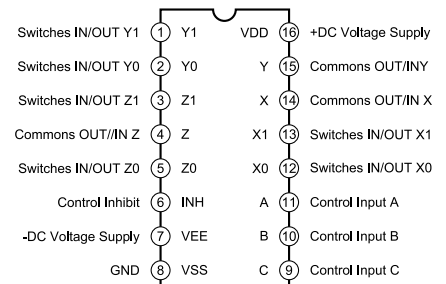 Switches IN/OUT Y1 1 Y1 VDD 16 +DC Voltage Supply
Switches IN/OUT Y0 2 Y0 Y 15 Commons OUT/INY
Switches IN/OUT Z1 3 Z1 X 14 Commons OUT/IN X
Commons OUT//IN Z 4 Z X1 13 Switches IN/OUT X1
Switches IN/OUT Z0 5 Z0 X0 12 Switches IN/OUT X0
Control Inhibit 6 INH A 11 Control Input A
-DC Voltage Supply 7 VEE B 10 Control Input B
GND 8 VSS C 9 Control Input C